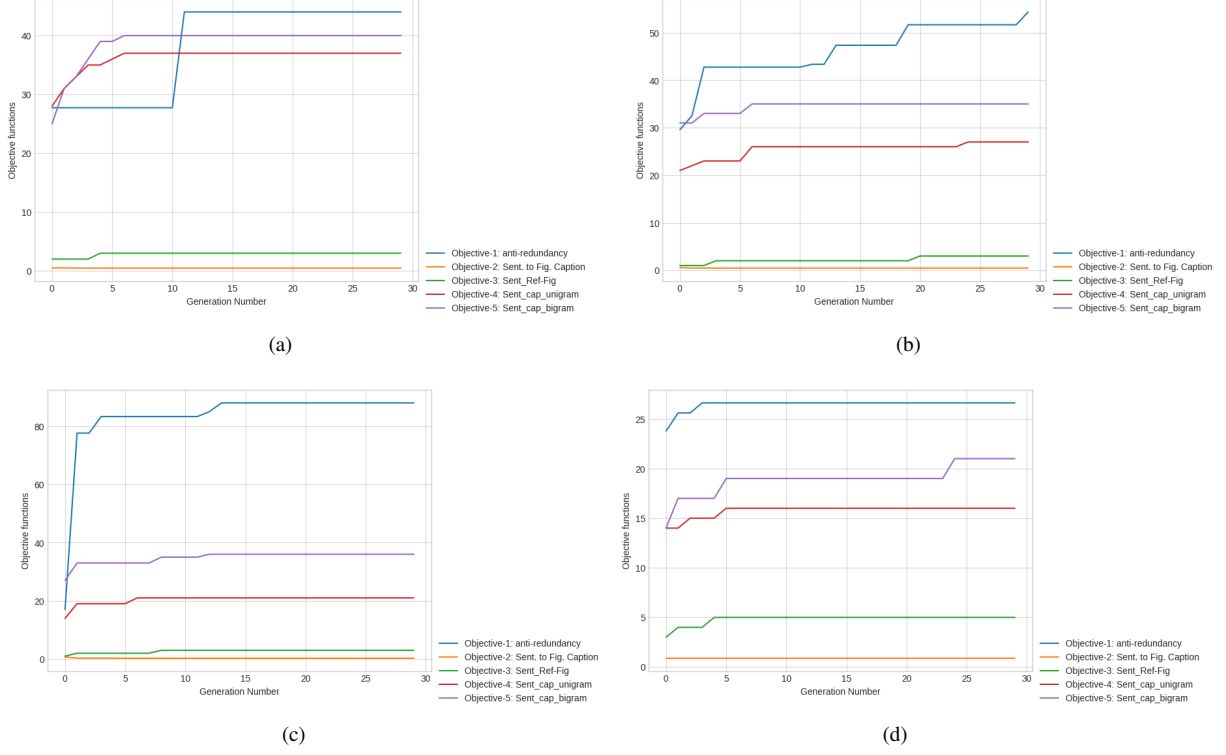 40
30
20
10
0
Objective functions
0
5
10
15
20
25
30
Generation Number
Objective-1: anti-redundancy
Objective-2: Sent. to Fig. Caption
Objective-3: Sent_Ref-Fig
Objective-4: Sent_cap_unigram
Objective-5: Sent_cap_bigram
(a)
50
40
30
20
10
0
Objective functions
0
5
10
15
20
25
30
Generation Number
Objective-1: anti-redundancy
Objective-2: Sent. to Fig. Caption
Objective-3: Sent_Ref-Fig
Objective-4: Sent_cap_unigram
Objective-5: Sent_cap_bigram
(b)
80
60
40
20
0
Objective functions
0
5
10
15
20
25
30
Generation Number
Objective-1: anti-redundancy
Objective-2: Sent. to Fig. Caption
Objective-3: Sent_Ref-Fig
Objective-4: Sent_cap_unigram
Objective-5: Sent_cap_bigram
(c)
25
20
15
10
5
0
Objective functions
0
5
10
15
20
25
30
Generation Number
Objective-1: anti-redundancy
Objective-2: Sent. to Fig. Caption
Objective-3: Sent_Ref-Fig
Objective-4: Sent_cap_unigram
Objective-5: Sent_cap_bigram
(d)